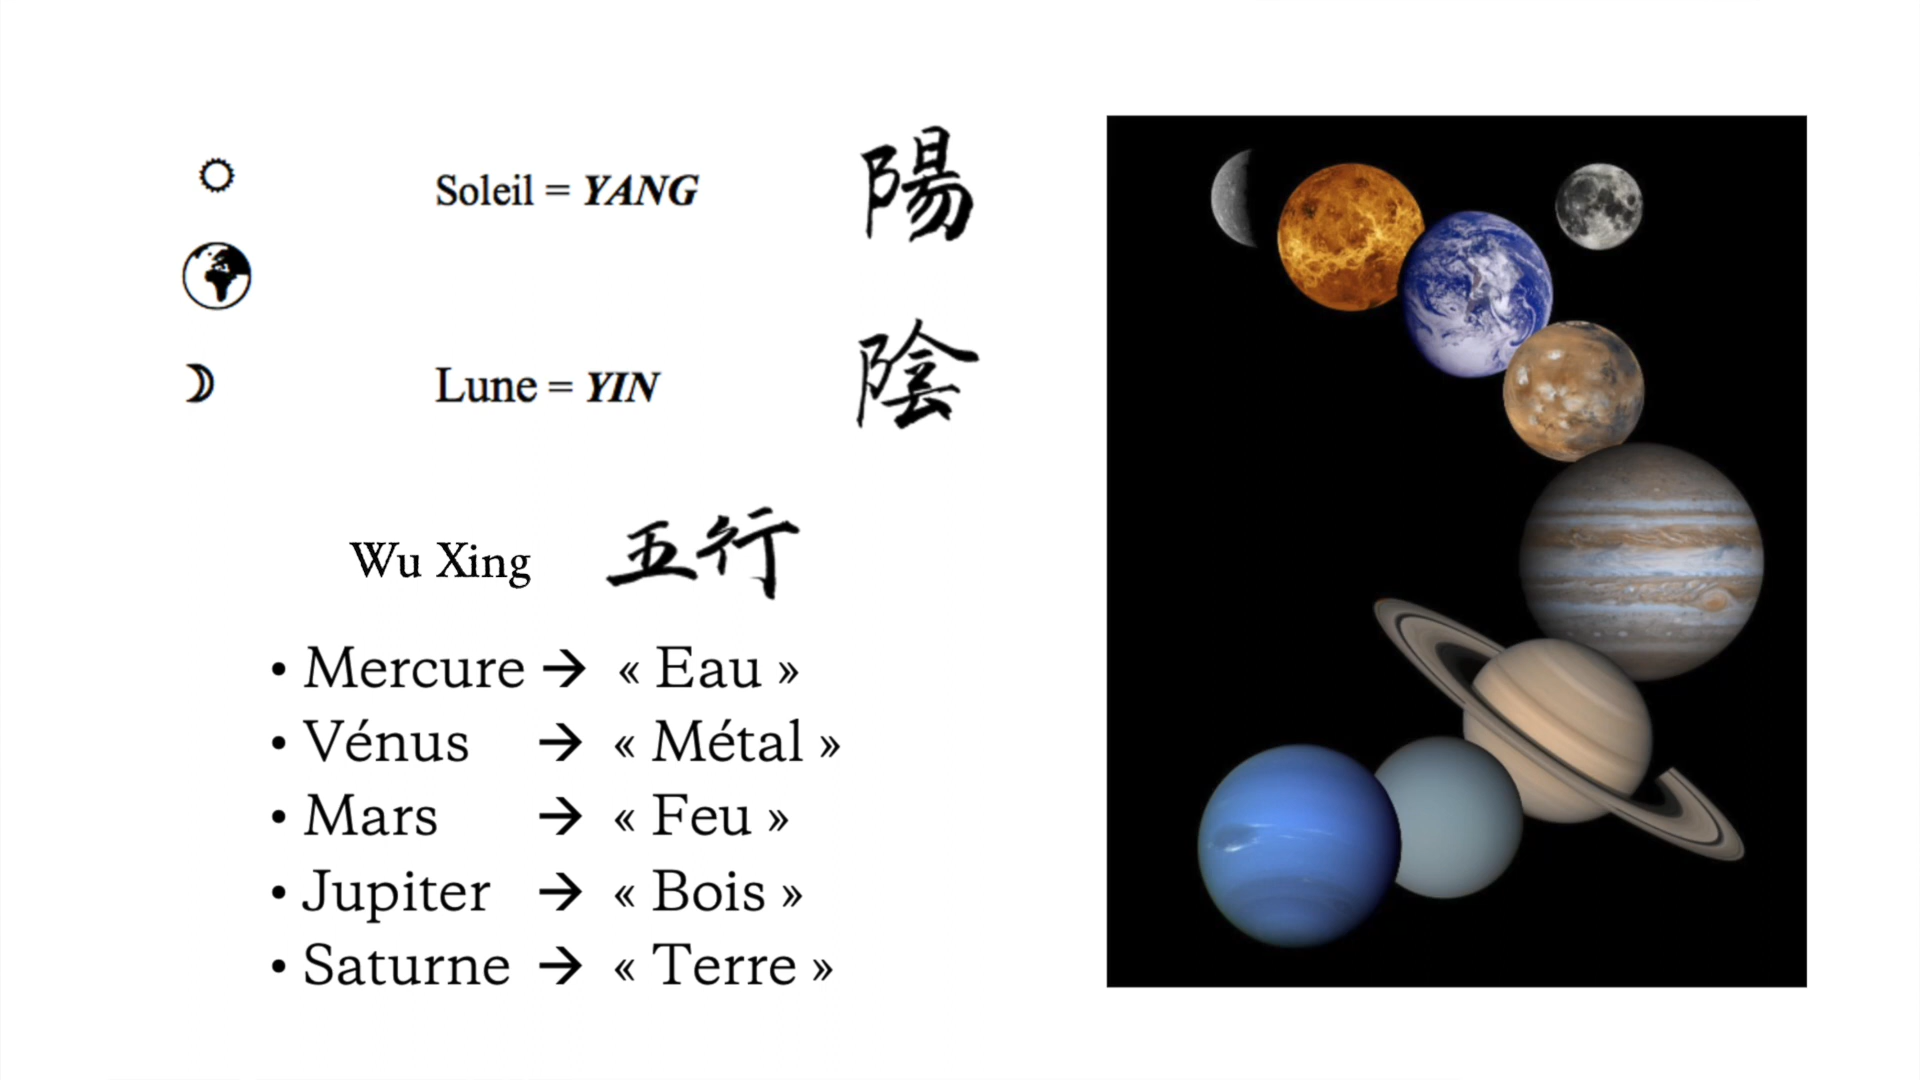 Soleil = YANG 陽
Lune = YIN 陰
Wu Xing 五行
• Mercure → « Eau »
• Vénus → « Métal »
• Mars → « Feu »
• Jupiter → « Bois »
• Saturne → « Terre »